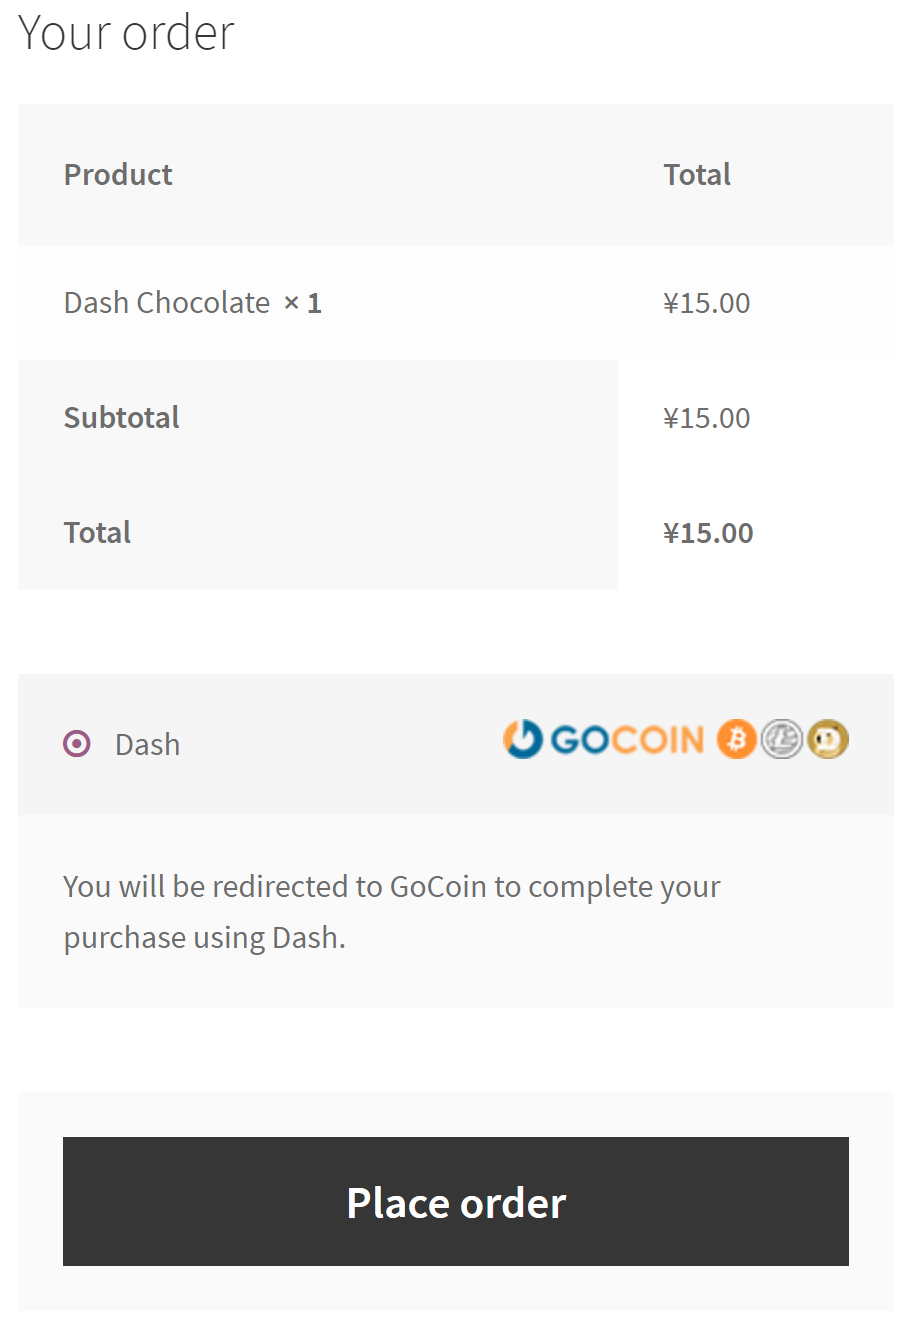 Your order
Product Total
Dash Chocolate × 1 ¥15.00
Subtotal ¥15.00
Total ¥15.00
Dash GOCOIN
You will be redirected to GoCoin to complete your
purchase using Dash.
Place order